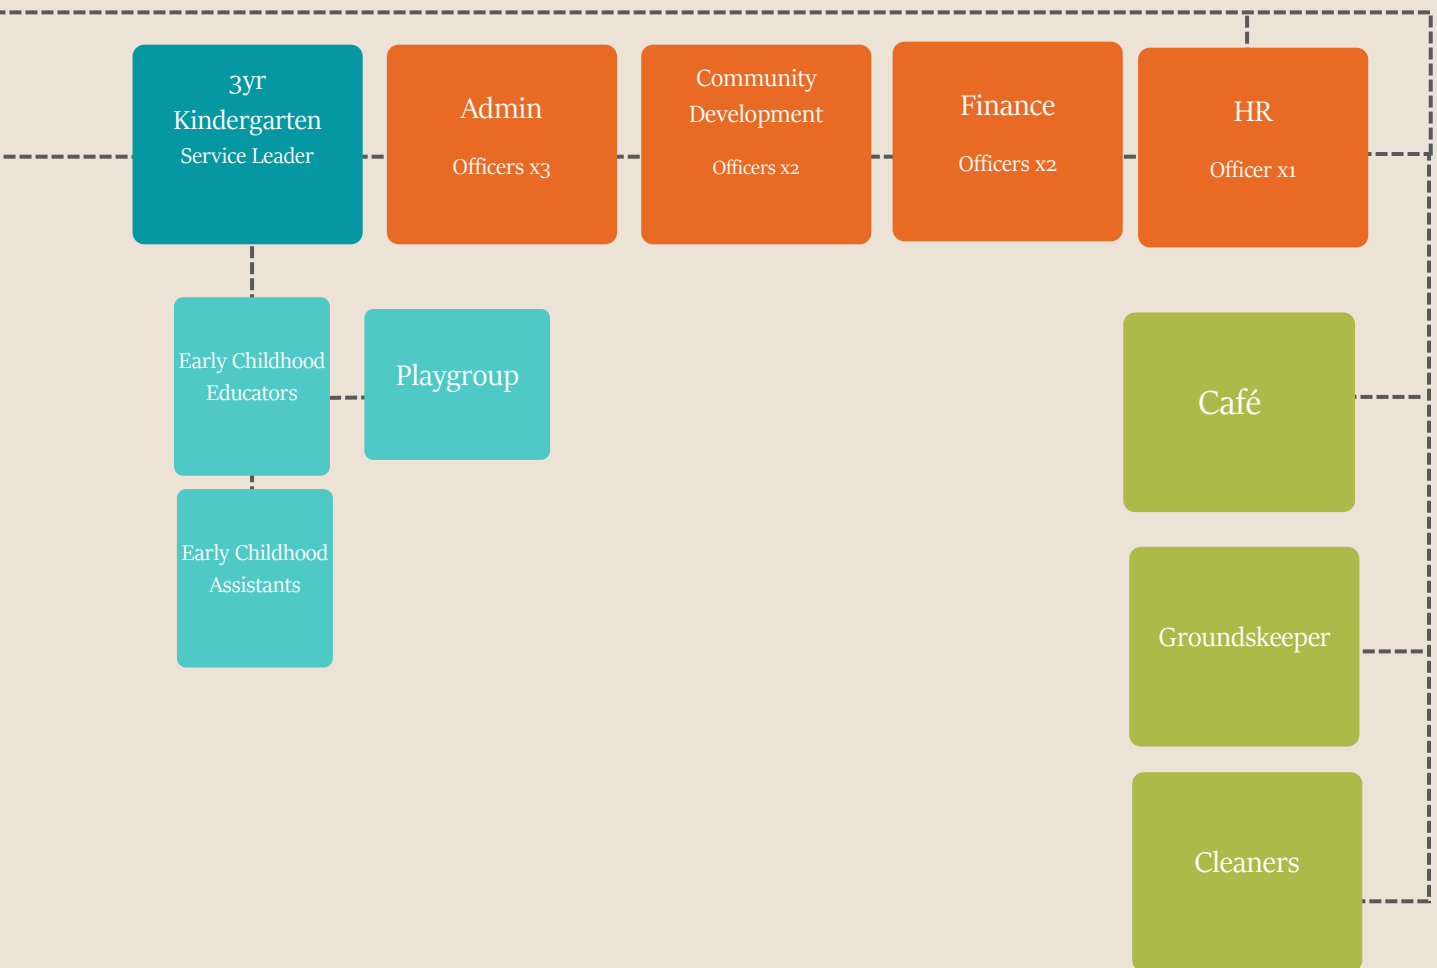 3yr
Kindergarten
Service Leader
Admin
Officers x3
Community
Development
Officers x2
Finance
Officers x2
HR
Officer x1
Early Childhood
Educators
Playgroup
Café
Early Childhood
Assistants
Groundskeeper
Cleaners